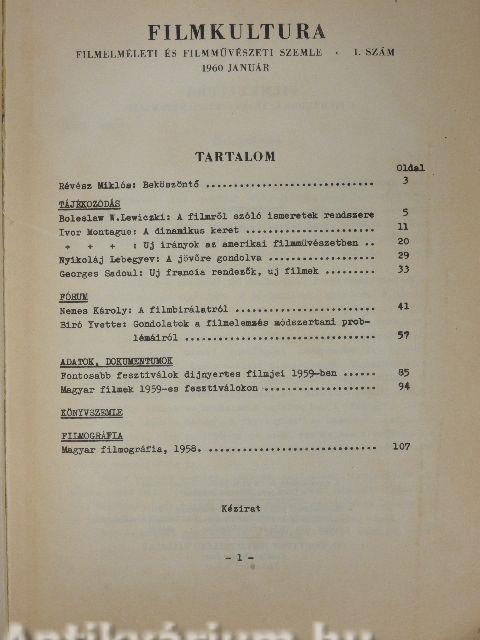 FILMKULTURA
FILMELMÉLETI ÉS FILMMŰVÉSZETI SZEMLE · 1. SZÁM
1960 JANUÁR
TARTALOM
Oldal
Révész Miklós: Beköszöntő ............................. 3
TÁJÉKOZÓDÁS
Boleslaw W.Lewiczki: A filmről szóló ismeretek rendszere 5
Ivor Montague: A dinamikus keret ...................... 11
+ + + : Uj irányok az amerikai filmművészetben .. 20
Nyikoláj Lebegyev: A jövőre gondolva .................. 29
Georges Sadoul: Uj francia rendezők, uj filmek ........ 33
FÓRUM
Nemes Károly: A filmbirálatról ........................ 41
Biró Yvette: Gondolatok a filmelemzés módszertani prob-
lémáiról ............................... 57
ADATOK, DOKUMENTUMOK
Fontosabb fesztiválok dijnyertes filmjei 1959-ben ...... 85
Magyar filmek 1959-es fesztiválokon ................... 94
KÖNYVSZEMLE
FILMOGRÁFIA
Magyar filmográfia, 1958. ............................. 107
Kézirat
- 1 -
Antikvárium.hu